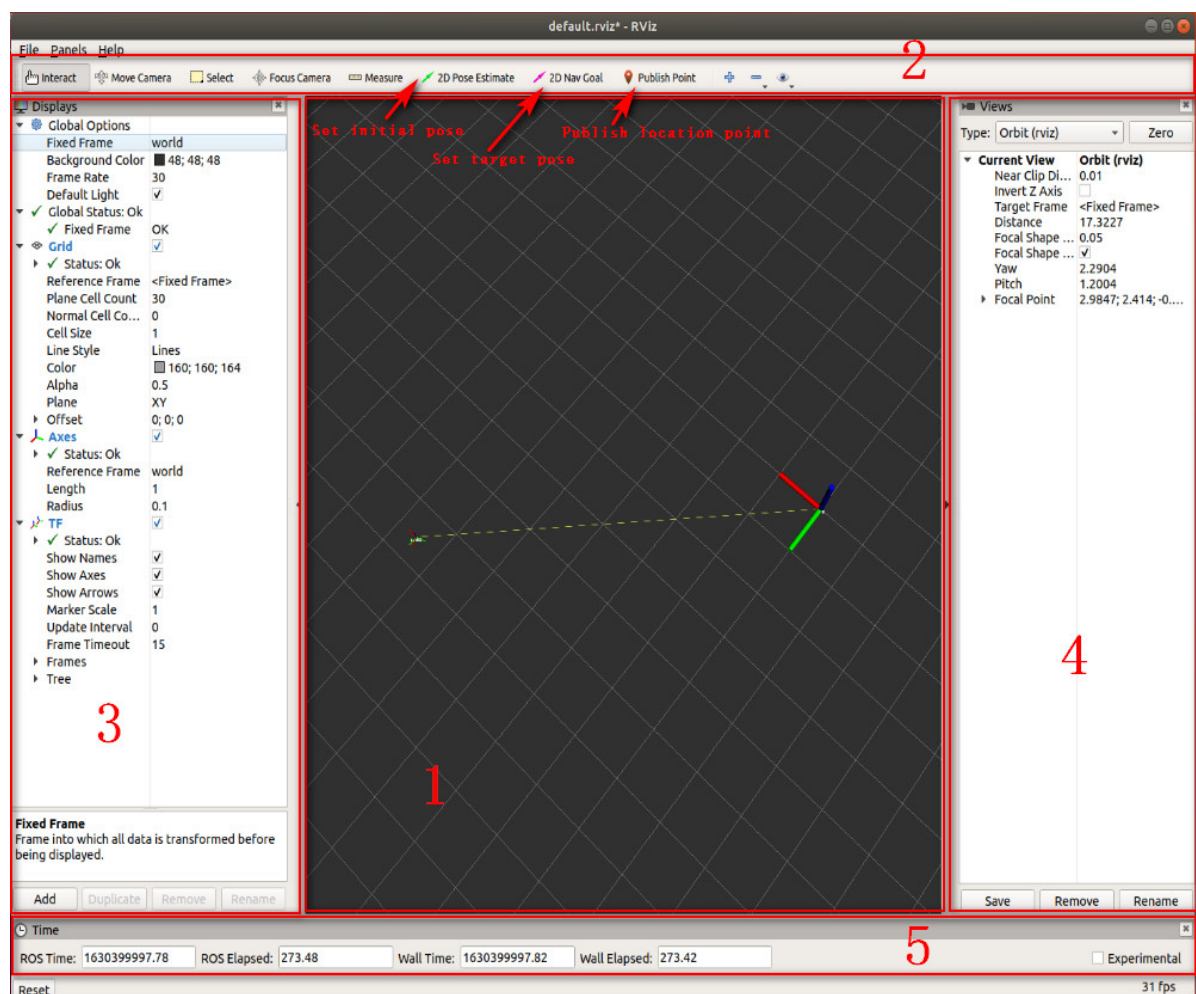 default.rviz* - RViz
File Panels Help
2
Interact Move Camera Select Focus Camera Measure 2D Pose Estimate 2D Nav Goal Publish Point
Displays
Global Options
Fixed Frame world
Background Color 48; 48; 48
Frame Rate 30
Default Light
Global Status: Ok
Fixed Frame OK
Grid
Status: Ok
Reference Frame <Fixed Frame>
Plane Cell Count 30
Normal Cell Co... 0
Cell Size 1
Line Style Lines
Color 160; 160; 164
Alpha 0.5
Plane XY
Offset 0; 0; 0
Axes
Status: Ok
Reference Frame world
Length 1
Radius 0.1
TF
Status: Ok
Show Names
Show Axes
Show Arrows
Marker Scale 1
Update Interval 0
Frame Timeout 15
Frames
Tree
3
Fixed Frame
Frame into which all data is transformed before
being displayed.
Add Duplicate Remove Rename
Set initial pose
Publish location point
Set target pose
1
Views
Type: Orbit (rviz) Zero
Current View Orbit (rviz)
Near Clip Di... 0.01
Invert Z Axis
Target Frame <Fixed Frame>
Distance 17.3227
Focal Shape ... 0.05
Focal Shape ...
Yaw 2.2904
Pitch 1.2004
Focal Point 2.9847; 2.414; -0....
4
Save Remove Rename
Time
5
ROS Time: 1630399997.78 ROS Elapsed: 273.48 Wall Time: 1630399997.82 Wall Elapsed: 273.42 Experimental
Reset 31 fps